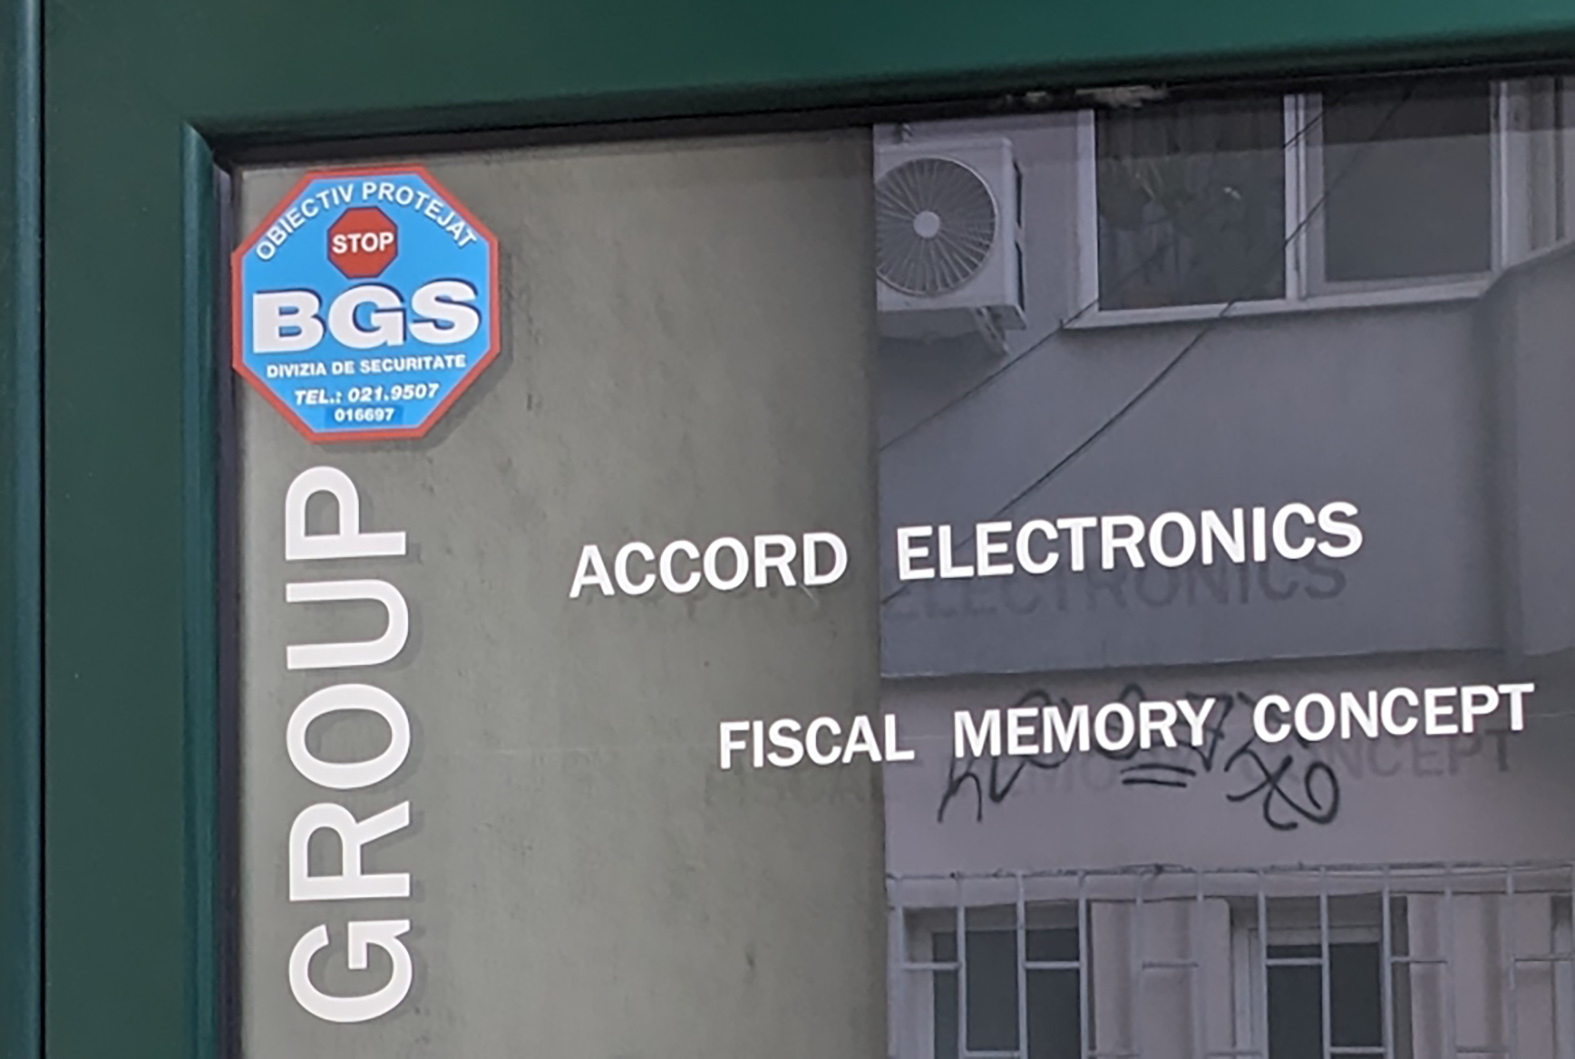 OBIECTIV PROTEJAT
STOP
BGS
DIVIZIA DE SECURITATE
TEL.: 021.9507
016697
GROUP
ACCORD ELECTRONICS
FISCAL MEMORY CONCEPT